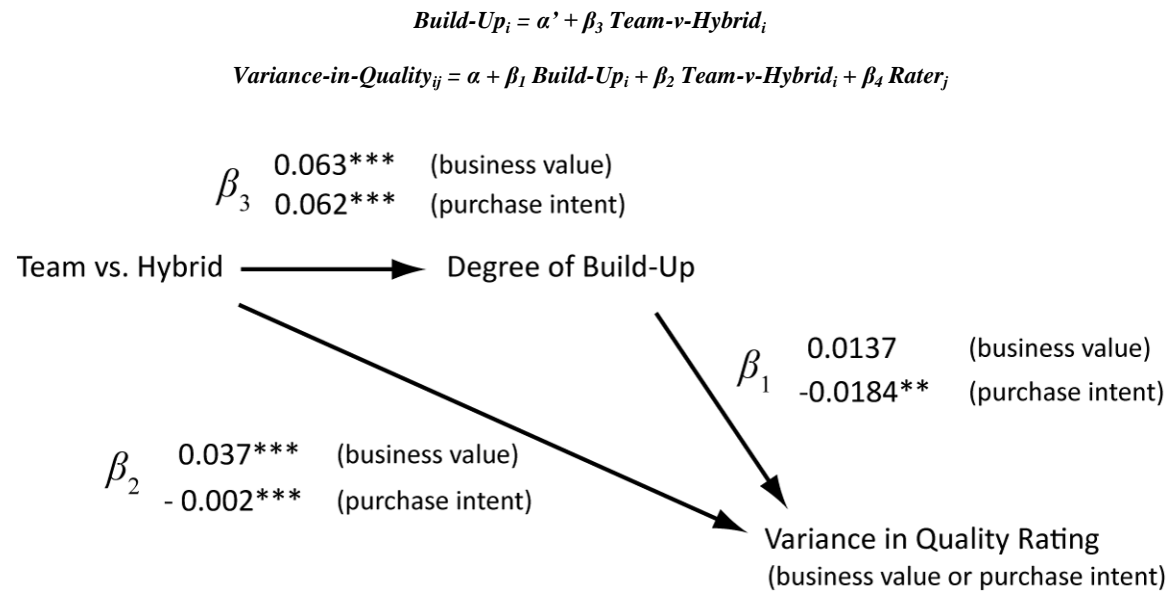 Build-Upᵢ = α’ + β₃ Team-v-Hybridᵢ
Variance-in-Qualityᵢⱼ = α + β₁ Build-Upᵢ + β₂ Team-v-Hybridᵢ + β₄ Raterⱼ
β₃ 0.063*** (business value)
0.062*** (purchase intent)
Team vs. Hybrid Degree of Build-Up
β₁ 0.0137 (business value)
-0.0184** (purchase intent)
β₂ 0.037*** (business value)
- 0.002*** (purchase intent)
Variance in Quality Rating
(business value or purchase intent)